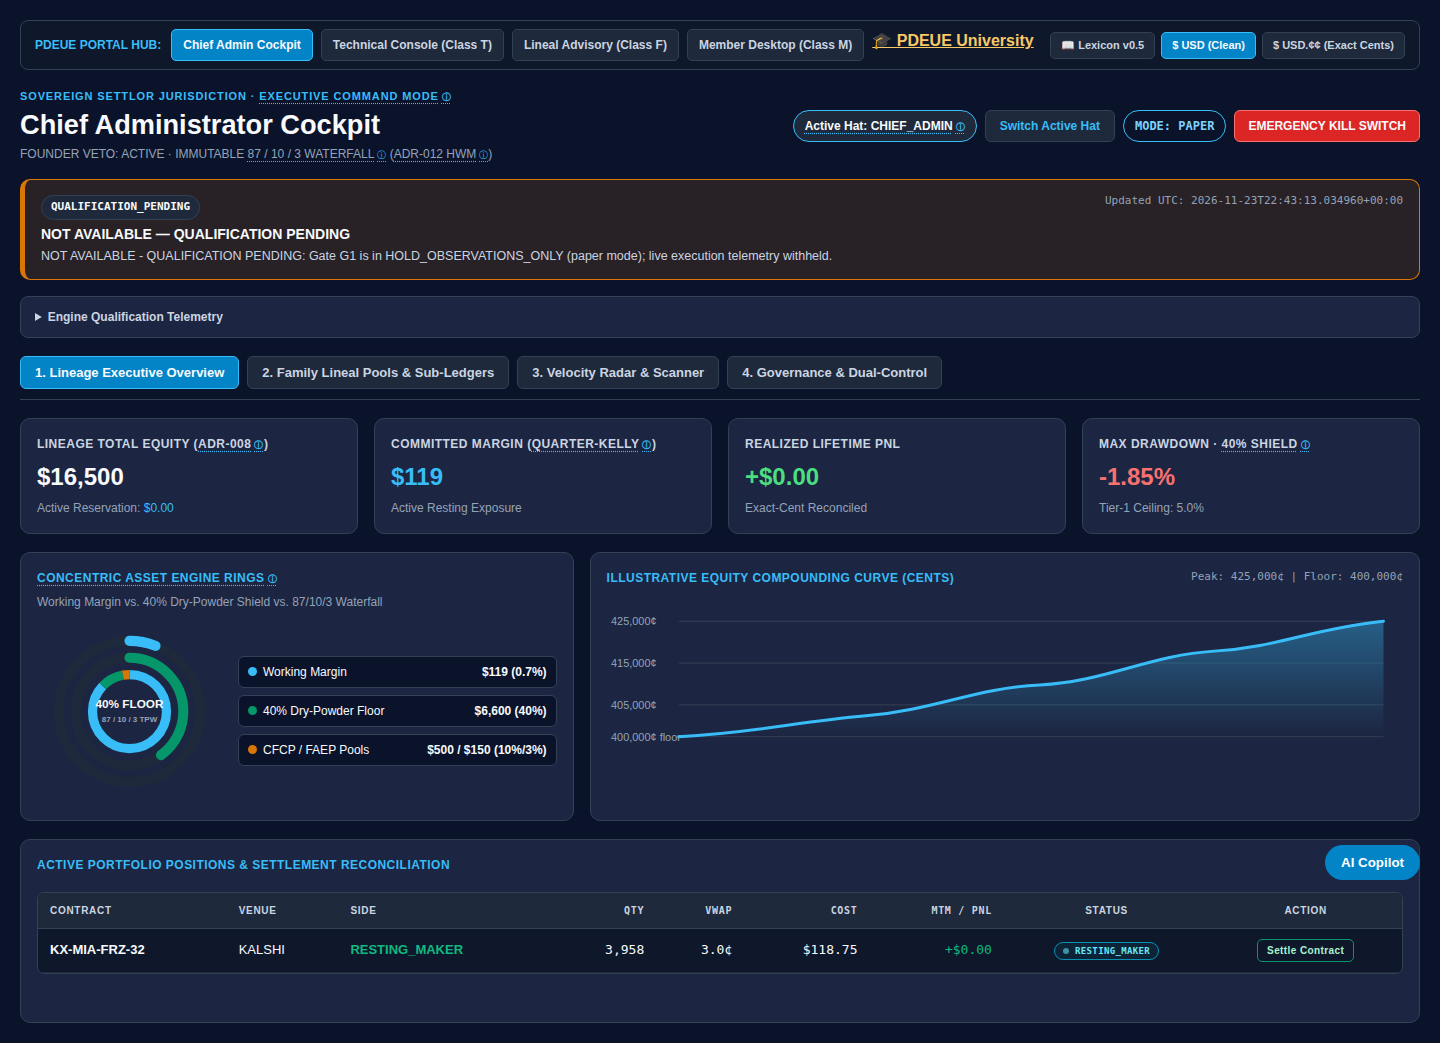 PDEUE PORTAL HUB: Chief Admin Cockpit Technical Console (Class T) Lineal Advisory (Class F) Member Desktop (Class M) 🎓 PDEUE University 📖 Lexicon v0.5 $ USD (Clean) $ USD.¢¢ (Exact Cents)
SOVEREIGN SETTLOR JURISDICTION · EXECUTIVE COMMAND MODE ⓘ
Chief Administrator Cockpit
FOUNDER VETO: ACTIVE · IMMUTABLE 87 / 10 / 3 WATERFALL ⓘ (ADR-012 HWM ⓘ)
Active Hat: CHIEF_ADMIN ⓘ Switch Active Hat MODE: PAPER EMERGENCY KILL SWITCH
QUALIFICATION_PENDING
Updated UTC: 2026-11-23T22:43:13.034960+00:00
NOT AVAILABLE — QUALIFICATION PENDING
NOT AVAILABLE - QUALIFICATION PENDING: Gate G1 is in HOLD_OBSERVATIONS_ONLY (paper mode); live execution telemetry withheld.
▶ Engine Qualification Telemetry
1. Lineage Executive Overview 2. Family Lineal Pools & Sub-Ledgers 3. Velocity Radar & Scanner 4. Governance & Dual-Control
LINEAGE TOTAL EQUITY (ADR-008 ⓘ)
$16,500
Active Reservation: $0.00
COMMITTED MARGIN (QUARTER-KELLY ⓘ)
$119
Active Resting Exposure
REALIZED LIFETIME PNL
+$0.00
Exact-Cent Reconciled
MAX DRAWDOWN · 40% SHIELD ⓘ
-1.85%
Tier-1 Ceiling: 5.0%
CONCENTRIC ASSET ENGINE RINGS ⓘ
Working Margin vs. 40% Dry-Powder Shield vs. 87/10/3 Waterfall
40% FLOOR
87 / 10 / 3 TPW
Working Margin $119 (0.7%)
40% Dry-Powder Floor $6,600 (40%)
CFCP / FAEP Pools $500 / $150 (10%/3%)
ILLUSTRATIVE EQUITY COMPOUNDING CURVE (CENTS)
Peak: 425,000¢ | Floor: 400,000¢
425,000¢
415,000¢
405,000¢
400,000¢ floor
ACTIVE PORTFOLIO POSITIONS & SETTLEMENT RECONCILIATION
AI Copilot
CONTRACT VENUE SIDE QTY VWAP COST MTM / PNL STATUS ACTION
KX-MIA-FRZ-32 KALSHI RESTING_MAKER 3,958 3.0¢ $118.75 +$0.00 RESTING_MAKER Settle Contract